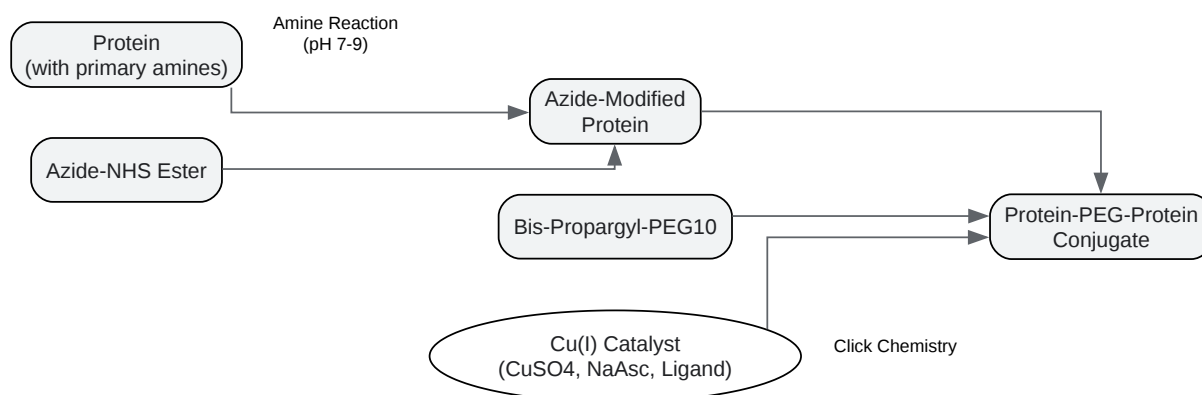 Amine Reaction
(pH 7-9)
Protein
(with primary amines)
Azide-Modified
Protein
Azide-NHS Ester
Bis-Propargyl-PEG10
Protein-PEG-Protein
Conjugate
Cu(I) Catalyst
(CuSO4, NaAsc, Ligand)
Click Chemistry